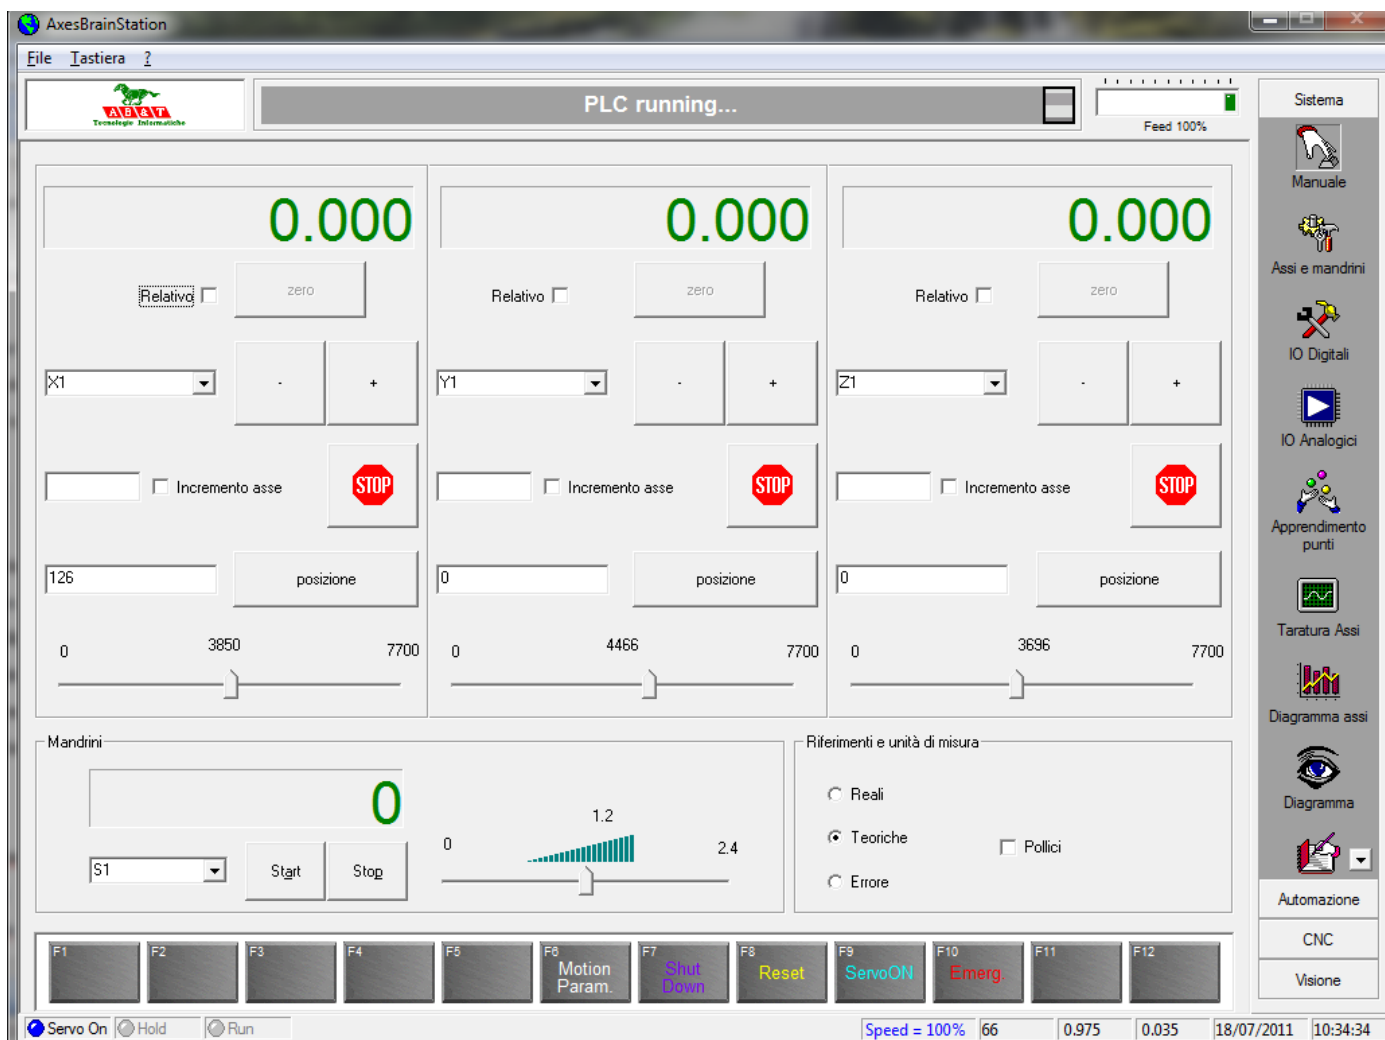 AxesBrainStation
File Tastiera ?
AB&T
Tecnologie Informatiche
PLC running...
Feed 100%
Sistema
Manuale
Assi e mandrini
IO Digitali
IO Analogici
Apprendimento
punti
Taratura Assi
Diagramma assi
Diagramma
Automazione
CNC
Visione
0.000 0.000 0.000
Relativo zero Relativo zero Relativo zero
X1 - + Y1 - + Z1 - +
Incremento asse STOP Incremento asse STOP Incremento asse STOP
126 posizione 0 posizione 0 posizione
0 3850 7700 0 4466 7700 0 3696 7700
Mandrini
0
S1 Start Stop
0 1.2 2.4
Riferimenti e unità di misura
Reali
Teoriche Pollici
Errore
F1 F2 F3 F4 F5 F6 Motion Param. F7 Shut Down F8 Reset F9 ServoON F10 Emerg. F11 F12
Servo On Hold Run Speed = 100% 66 0.975 0.035 18/07/2011 10:34:34